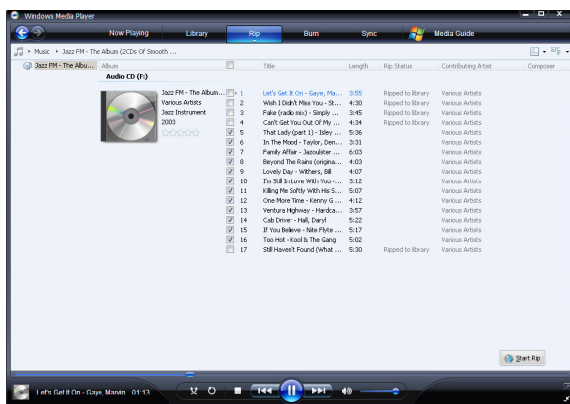 Windows Media Player
Now Playing Library Rip Burn Sync Media Guide
Music Jazz FM - The Album (2CDs Of Smooth ...
Jazz FM - The Albu... Album Title Length Rip Status Contributing Artist Composer
Audio CD (F:)
Jazz FM - The Album...
Various Artists
Jazz Instrument
2003
1 Let's Get It On - Gaye, Ma... 3:55 Ripped to library Various Artists
2 Wish I Didn't Miss You - St... 4:30 Ripped to library Various Artists
3 Fake (radio mix) - Simply ... 3:45 Ripped to library Various Artists
4 Can't Get You Out Of My ... 4:34 Ripped to library Various Artists
5 That Lady (part 1) - Isley ... 5:36 Various Artists
6 In The Mood - Taylor, Den... 3:31 Various Artists
7 Family Affair - Jazoulster ... 6:03 Various Artists
8 Beyond The Rains (origina... 4:03 Various Artists
9 Lovely Day - Withers, Bill 4:07 Various Artists
10 I'm Still In Love With You - ... 3:12 Various Artists
11 Killing Me Softly With His S... 5:07 Various Artists
12 One More Time - Kenny G ... 4:12 Various Artists
13 Ventura Highway - Hardca... 3:57 Various Artists
14 Cab Driver - Hall, Daryl 5:22 Various Artists
15 If You Believe - Nite Flyte ... 5:17 Various Artists
16 Too Hot - Kool & The Gang 5:02 Various Artists
17 Still Haven't Found (What ... 5:30 Ripped to library Various Artists
Start Rip
Let's Get It On - Gaye, Marvin 01:13